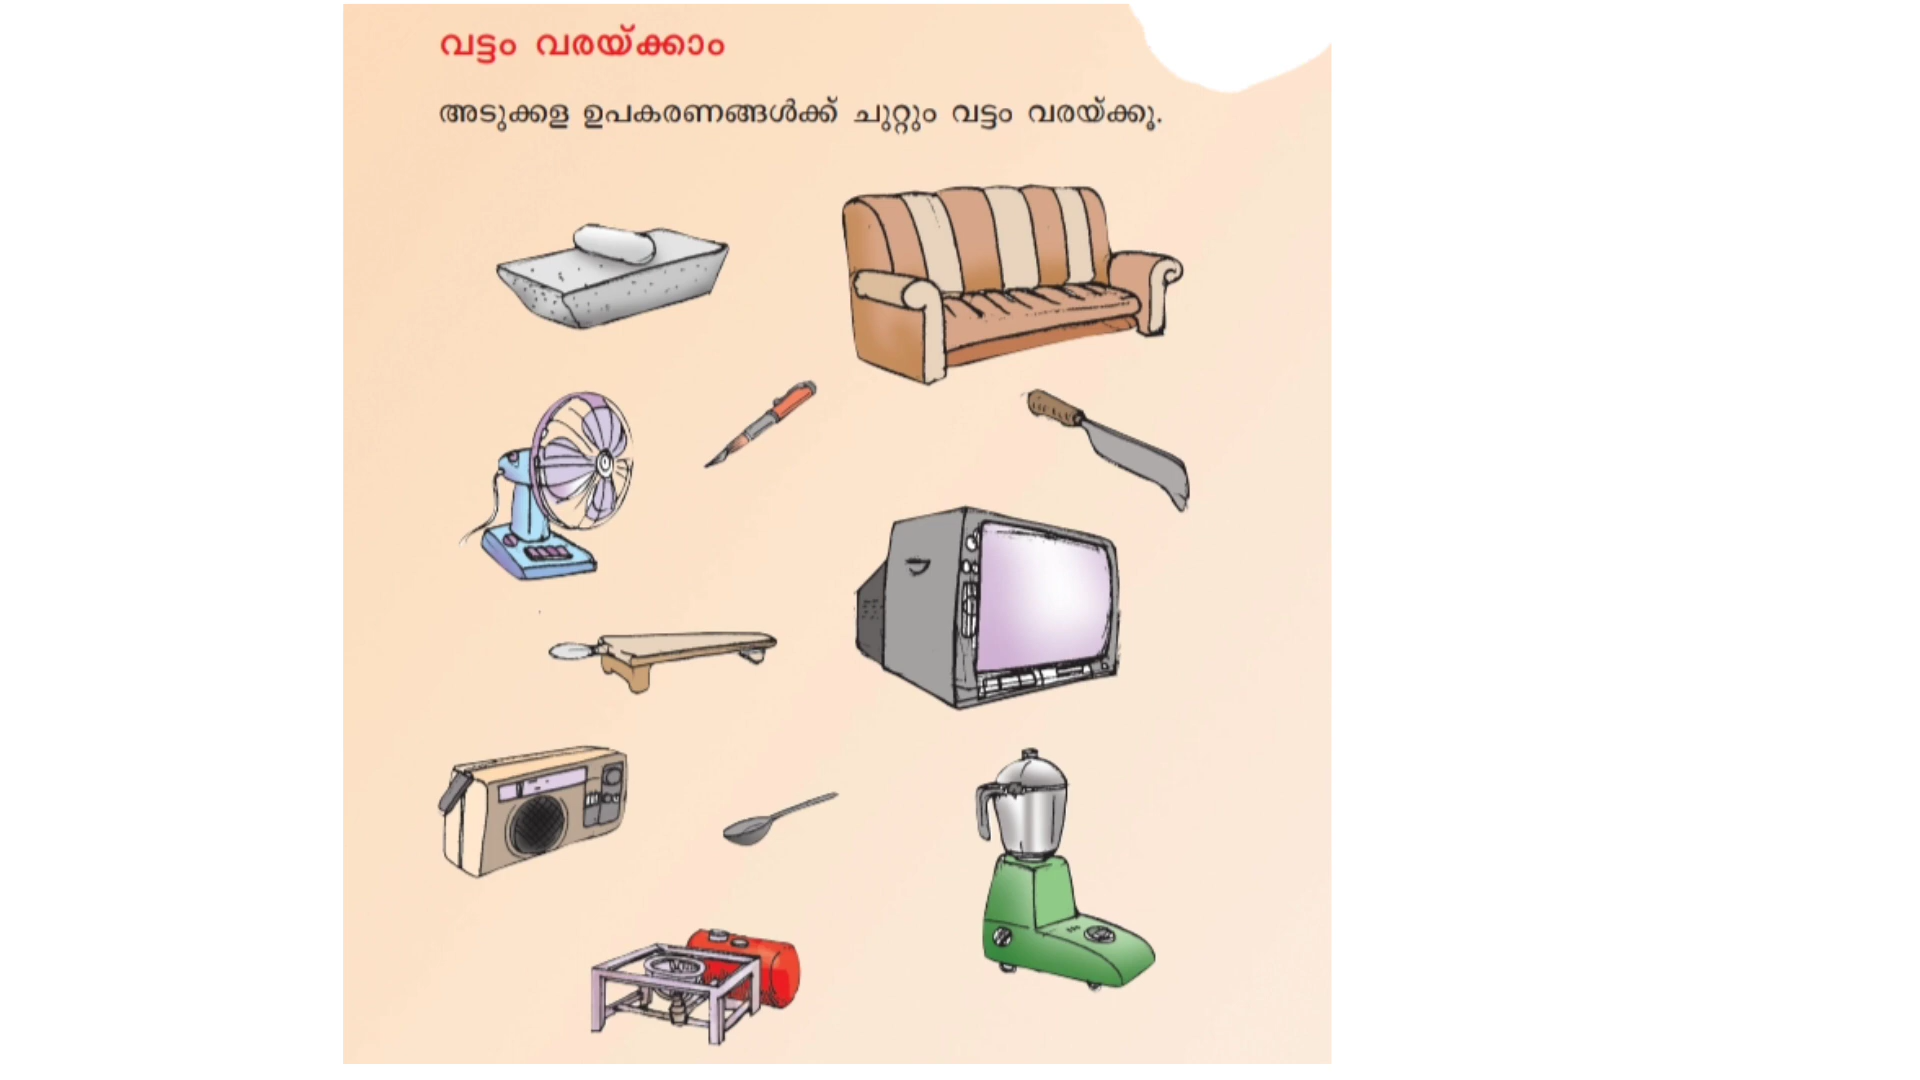 വട്ടം വരയ്ക്കാം
അടുക്കള ഉപകരണങ്ങൾക്ക് ചുറ്റും വട്ടം വരയ്ക്കൂ.